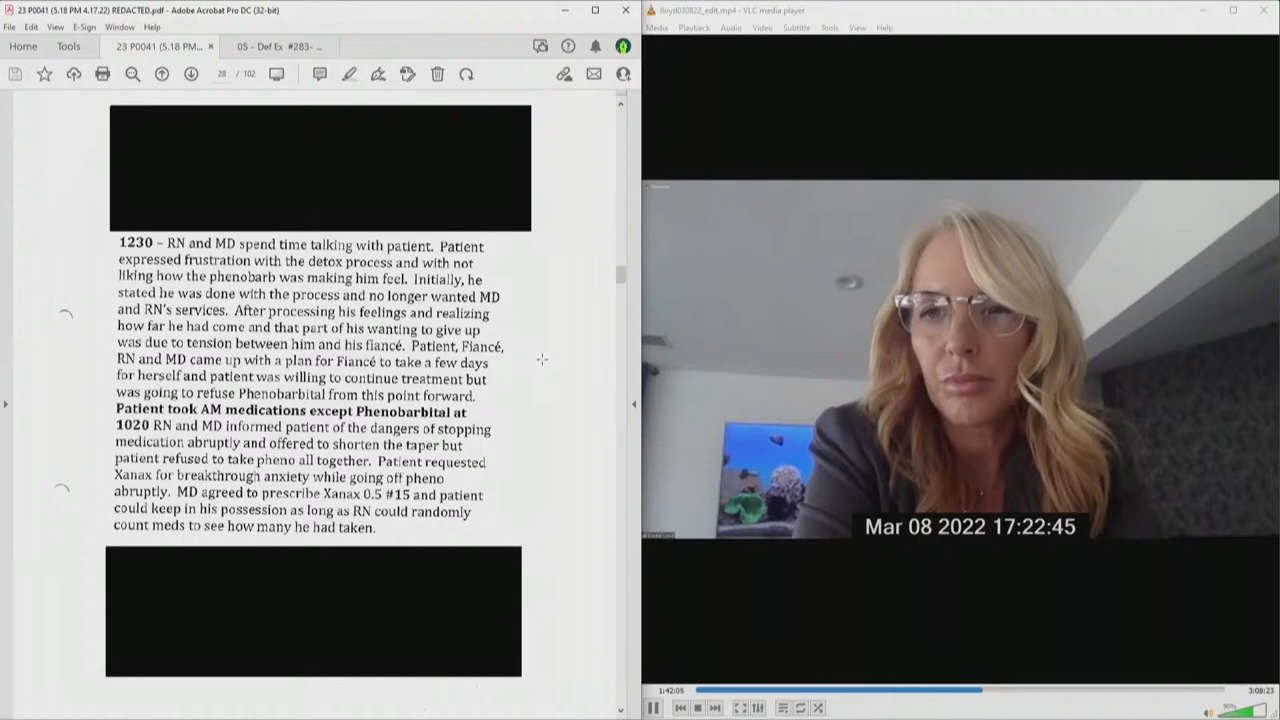 23 P0041 (5.18 PM 4.17.22) REDACTED.pdf - Adobe Acrobat Pro DC (32-bit)
File Edit View E-Sign Window Help
Home Tools 23 P0041 (5.18 PM... × 05 - Def Ex #283- ...
28 / 102
1230 – RN and MD spend time talking with patient. Patient
expressed frustration with the detox process and with not
liking how the phenobarb was making him feel. Initially, he
stated he was done with the process and no longer wanted MD
and RN's services. After processing his feelings and realizing
how far he had come and that part of his wanting to give up
was due to tension between him and his fiancé. Patient, Fiancé,
RN and MD came up with a plan for Fiancé to take a few days
for herself and patient was willing to continue treatment but
was going to refuse Phenobarbital from this point forward.
Patient took AM medications except Phenobarbital at
1020 RN and MD informed patient of the dangers of stopping
medication abruptly and offered to shorten the taper but
patient refused to take pheno all together. Patient requested
Xanax for breakthrough anxiety while going off pheno
abruptly. MD agreed to prescribe Xanax 0.5 #15 and patient
could keep in his possession as long as RN could randomly
count meds to see how many he had taken.
lloyd030822_edit.mp4 - VLC media player
Media Playback Audio Video Subtitle Tools View Help
Mar 08 2022 17:22:45
1:42:05 3:08:23
90%